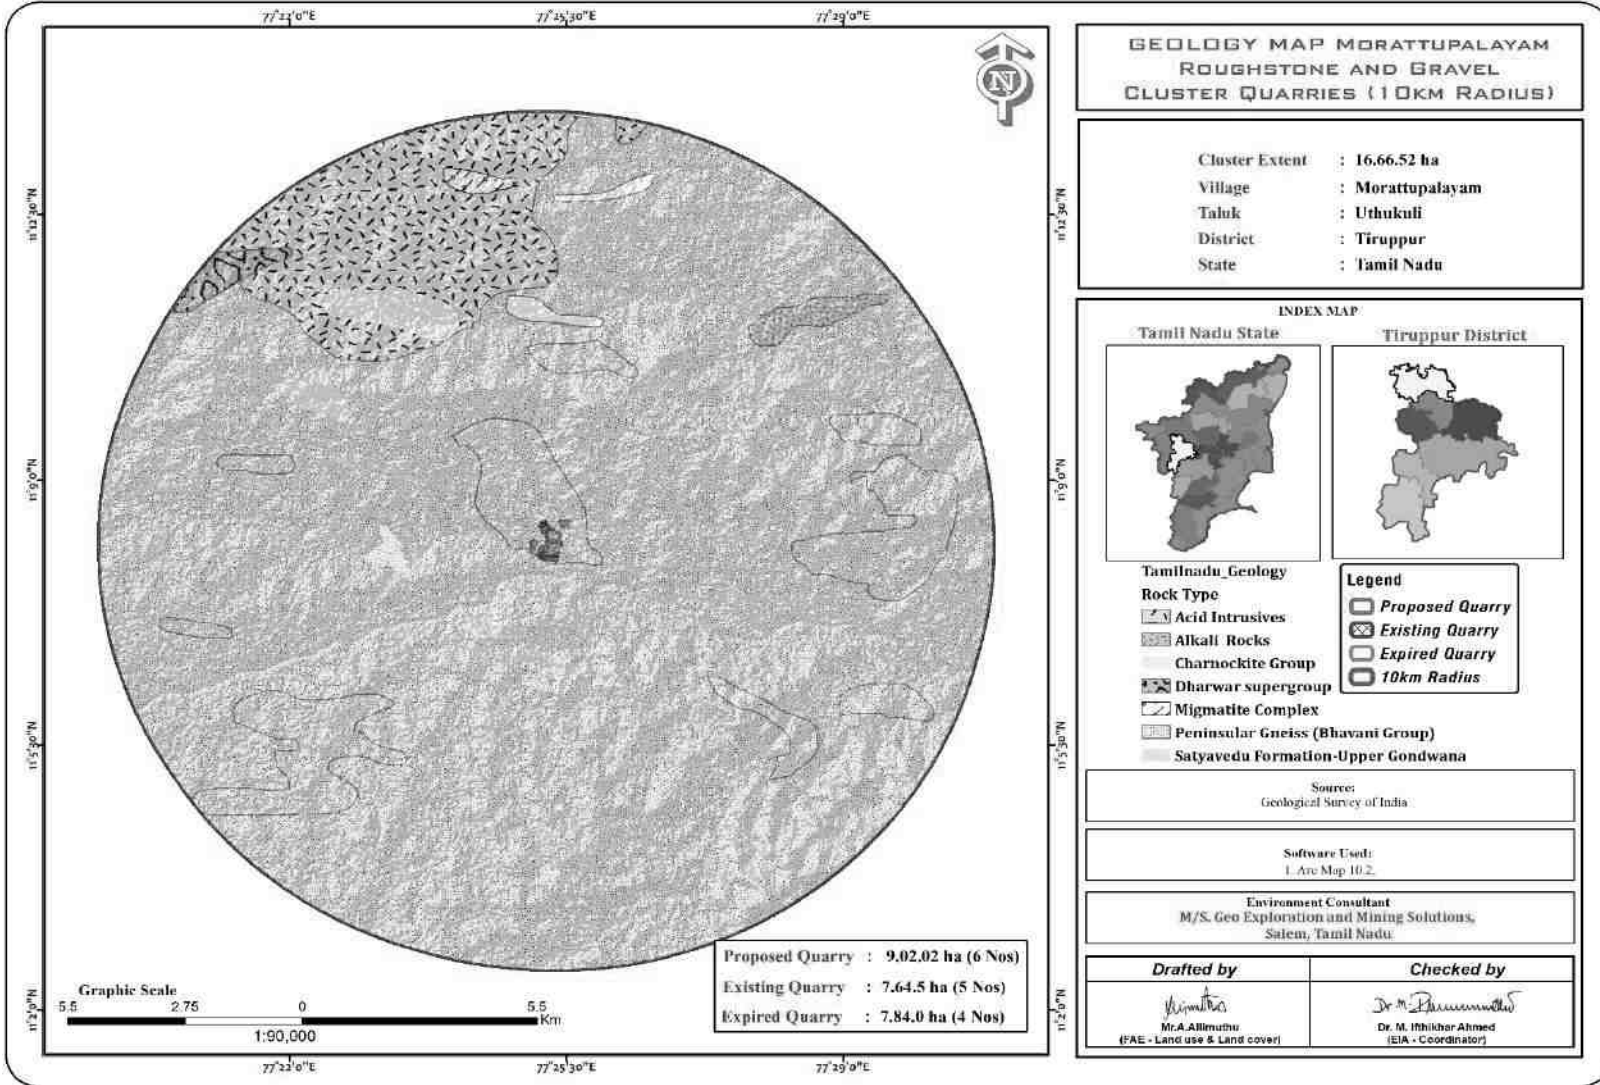 77°22'0"E
77°25'30"E
77°29'0"E
N
11°12'30"N
11°9'0"N
11°5'30"N
11°2'0"N
11°12'30"N
11°9'0"N
11°5'30"N
11°2'0"N
Proposed Quarry : 9.02.02 ha (6 Nos)
Existing Quarry : 7.64.5 ha (5 Nos)
Expired Quarry : 7.84.0 ha (4 Nos)
Graphic Scale
5.5 2.75 0 5.5
Km
1:90,000
77°22'0"E
77°25'30"E
77°29'0"E
GEOLOGY MAP MORATTUPALAYAM
ROUGHSTONE AND GRAVEL
CLUSTER QUARRIES (10KM RADIUS)
Cluster Extent : 16.66.52 ha
Village : Morattupalayam
Taluk : Uthukuli
District : Tiruppur
State : Tamil Nadu
INDEX MAP
Tamil Nadu State
Tiruppur District
Tamilnadu_Geology
Rock Type
Acid Intrusives
Alkali Rocks
Charnockite Group
Dharwar supergroup
Migmatite Complex
Peninsular Gneiss (Bhavani Group)
Satyavedu Formation-Upper Gondwana
Legend
Proposed Quarry
Existing Quarry
Expired Quarry
10km Radius
Source:
Geological Survey of India
Software Used:
1. Arc Map 10.2,
Environment Consultant
M/S. Geo Exploration and Mining Solutions,
Salem, Tamil Nadu
Drafted by
Mr.A.Allimuthu
(FAE - Land use & Land cover)
Checked by
Dr. M. Ifthikhar Ahmed
(EIA - Coordinator)